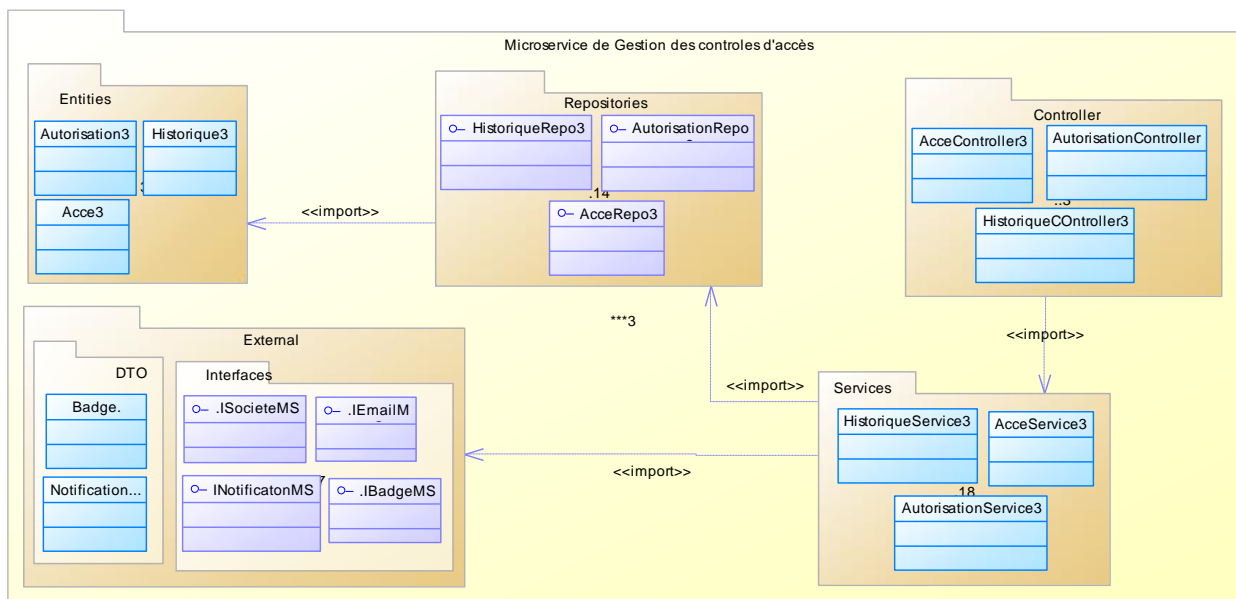 Microservice de Gestion des controles d'accès
Entities
Autorisation3
Historique3
Acce3
<<import>>
Repositories
HistoriqueRepo3
AutorisationRepo
.14
AcceRepo3
Controller
AcceController3
AutorisationController
..3
HistoriqueCOntroller3
***3
<<import>>
<<import>>
External
DTO
Badge.
Notification...
Interfaces
.ISocieteMS
.IEmailM
INotificatonMS
.IBadgeMS
<<import>>
Services
HistoriqueService3
AcceService3
18
AutorisationService3